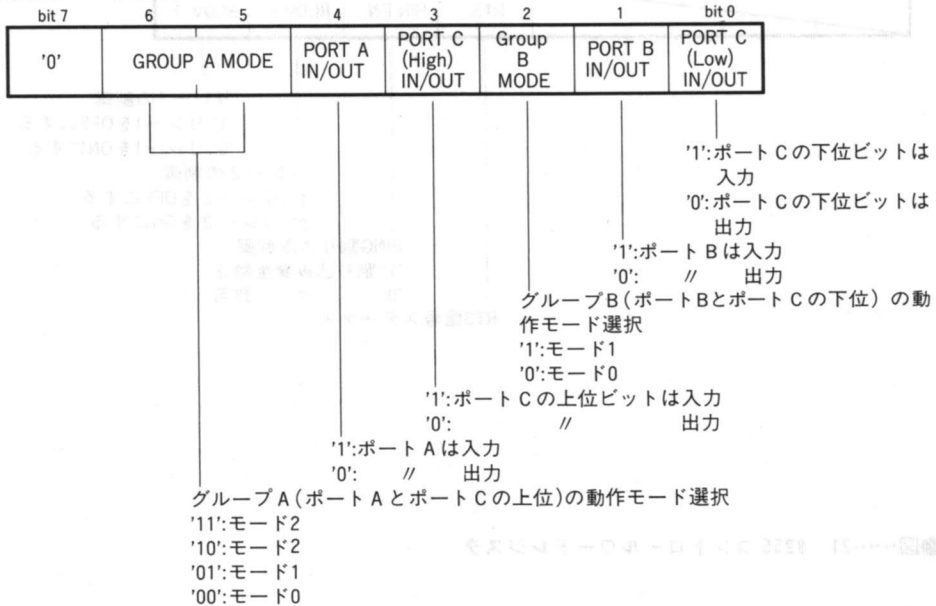 bit 7 6 5 4 3 2 1 bit 0
'0'
GROUP A MODE
PORT A
IN/OUT
PORT C
(High)
IN/OUT
Group
B
MODE
PORT B
IN/OUT
PORT C
(Low)
IN/OUT
'1':ポートCの下位ビットは
入力
'0':ポートCの下位ビットは
出力
'1':ポートBは入力
'0': 〃 出力
グループB(ポートBとポートCの下位)の動
作モード選択
'1':モード1
'0':モード0
'1':ポートCの上位ビットは入力
'0': 〃 出力
'1':ポートAは入力
'0': 〃 出力
グループA(ポートAとポートCの上位)の動作モード選択
'11':モード2
'10':モード2
'01':モード1
'00':モード0